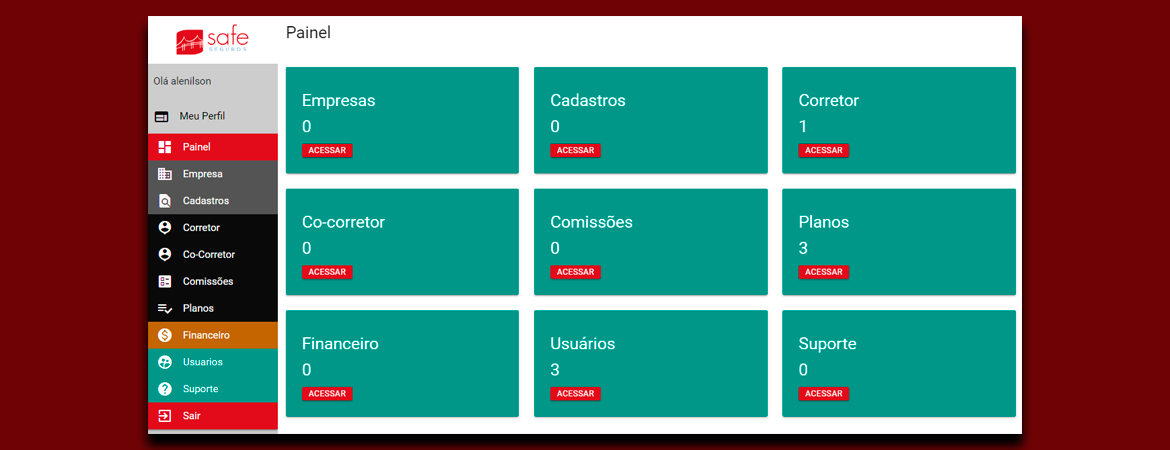 safe
SEGUROS
Painel
Olá alenilson
Meu Perfil
Painel
Empresa
Cadastros
Corretor
Co-Corretor
Comissões
Planos
Financeiro
Usuarios
Suporte
Sair
Empresas
0
ACESSAR
Cadastros
0
ACESSAR
Corretor
1
ACESSAR
Co-corretor
0
ACESSAR
Comissões
0
ACESSAR
Planos
3
ACESSAR
Financeiro
0
ACESSAR
Usuários
3
ACESSAR
Suporte
0
ACESSAR